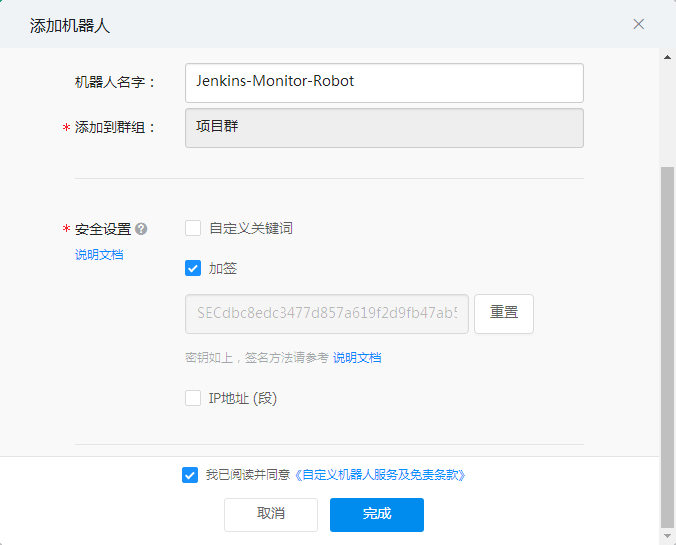 添加机器人
机器人名字： Jenkins-Monitor-Robot
* 添加到群组： 项目群
* 安全设置 ? 自定义关键词
说明文档
加签
SECdbc8edc3477d857a619f2d9fb47ab5 重置
密钥如上，签名方法请参考 说明文档
IP地址 (段)
我已阅读并同意《自定义机器人服务及免责条款》
取消 完成